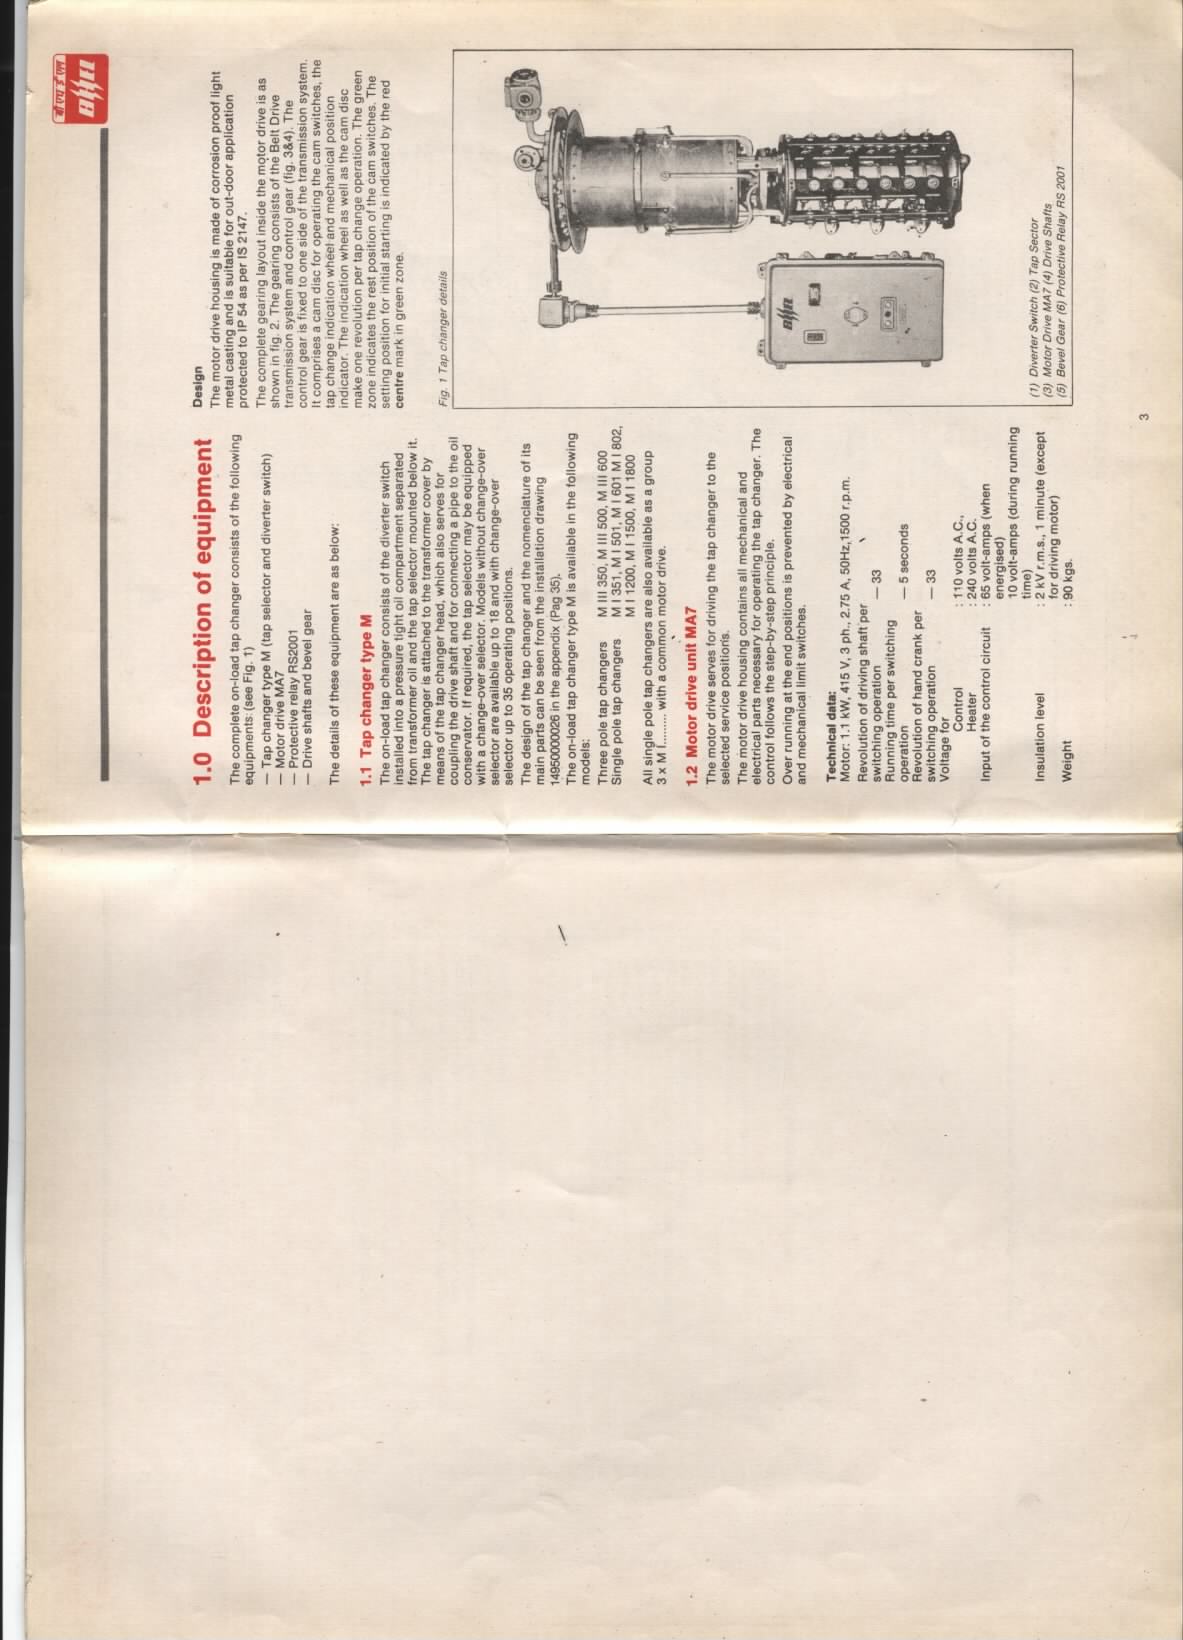 1.0 Description of equipment
The complete on-load tap changer consists of the following
equipments: (see Fig. 1)
— Tap changer type M (tap selector and diverter switch)
— Motor drive MA7
— Protective relay RS2001
— Drive shafts and bevel gear
The details of these equipment are as below:
1.1 Tap changer type M
The on-load tap changer consists of the diverter switch
installed into a pressure tight oil compartment separated
from transformer oil and the tap selector mounted below it.
The tap changer is attached to the transformer cover by
means of the tap changer head, which also serves for
coupling the drive shaft and for connecting a pipe to the oil
conservator. If required, the tap selector may be equipped
with a change-over selector. Models without change-over
selector are available up to 18 and with change-over
selector up to 35 operating positions.
The design of the tap changer and the nomenclature of its
main parts can be seen from the installation drawing
14950000026 in the appendix (Pag 35).
The on-load tap changer type M is available in the following
models:
Three pole tap changers M III 350, M III 500, M III 600
Single pole tap changers M I 351, M I 501, M I 601 M I 802,
M I 1200, M I 1500, M I 1800
All single pole tap changers are also available as a group
3 x M I......... with a common motor drive.
1.2 Motor drive unit MA7
The motor drive serves for driving the tap changer to the
selected service positions.
The motor drive housing contains all mechanical and
electrical parts necessary for operating the tap changer. The
control follows the step-by-step principle.
Over running at the end positions is prevented by electrical
and mechanical limit switches.
Technical data:
Motor: 1.1 kW, 415 V, 3 ph., 2.75 A, 50Hz,1500 r.p.m.
Revolution of driving shaft per
switching operation — 33
Running time per switching
operation — 5 seconds
Revolution of hand crank per
switching operation — 33
Voltage for
Control : 110 volts A.C.,
Heater : 240 volts A.C.
Input of the control circuit : 65 volt-amps (when
energised)
10 volt-amps (during running
time)
Insulation level : 2 kV r.m.s., 1 minute (except
for driving motor)
Weight : 90 kgs.
Design
The motor drive housing is made of corrosion proof light
metal casting and is suitable for out-door application
protected to IP 54 as per IS 2147.
The complete gearing layout inside the motor drive is as
shown in fig. 2. The gearing consists of the Belt Drive
transmission system and control gear (fig. 3&4). The
control gear is fixed to one side of the transmission system.
It comprises a cam disc for operating the cam switches, the
tap change indication wheel and mechanical position
indicator. The indication wheel as well as the cam disc
make one revolution per tap change operation. The green
zone indicates the rest position of the cam switches. The
setting position for initial starting is indicated by the red
centre mark in green zone.
Fig. 1 Tap changer details
(1) Diverter Switch (2) Tap Sector
(3) Motor Drive MA7 (4) Drive Shafts
(5) Bevel Gear (6) Protective Relay RS 2001
3